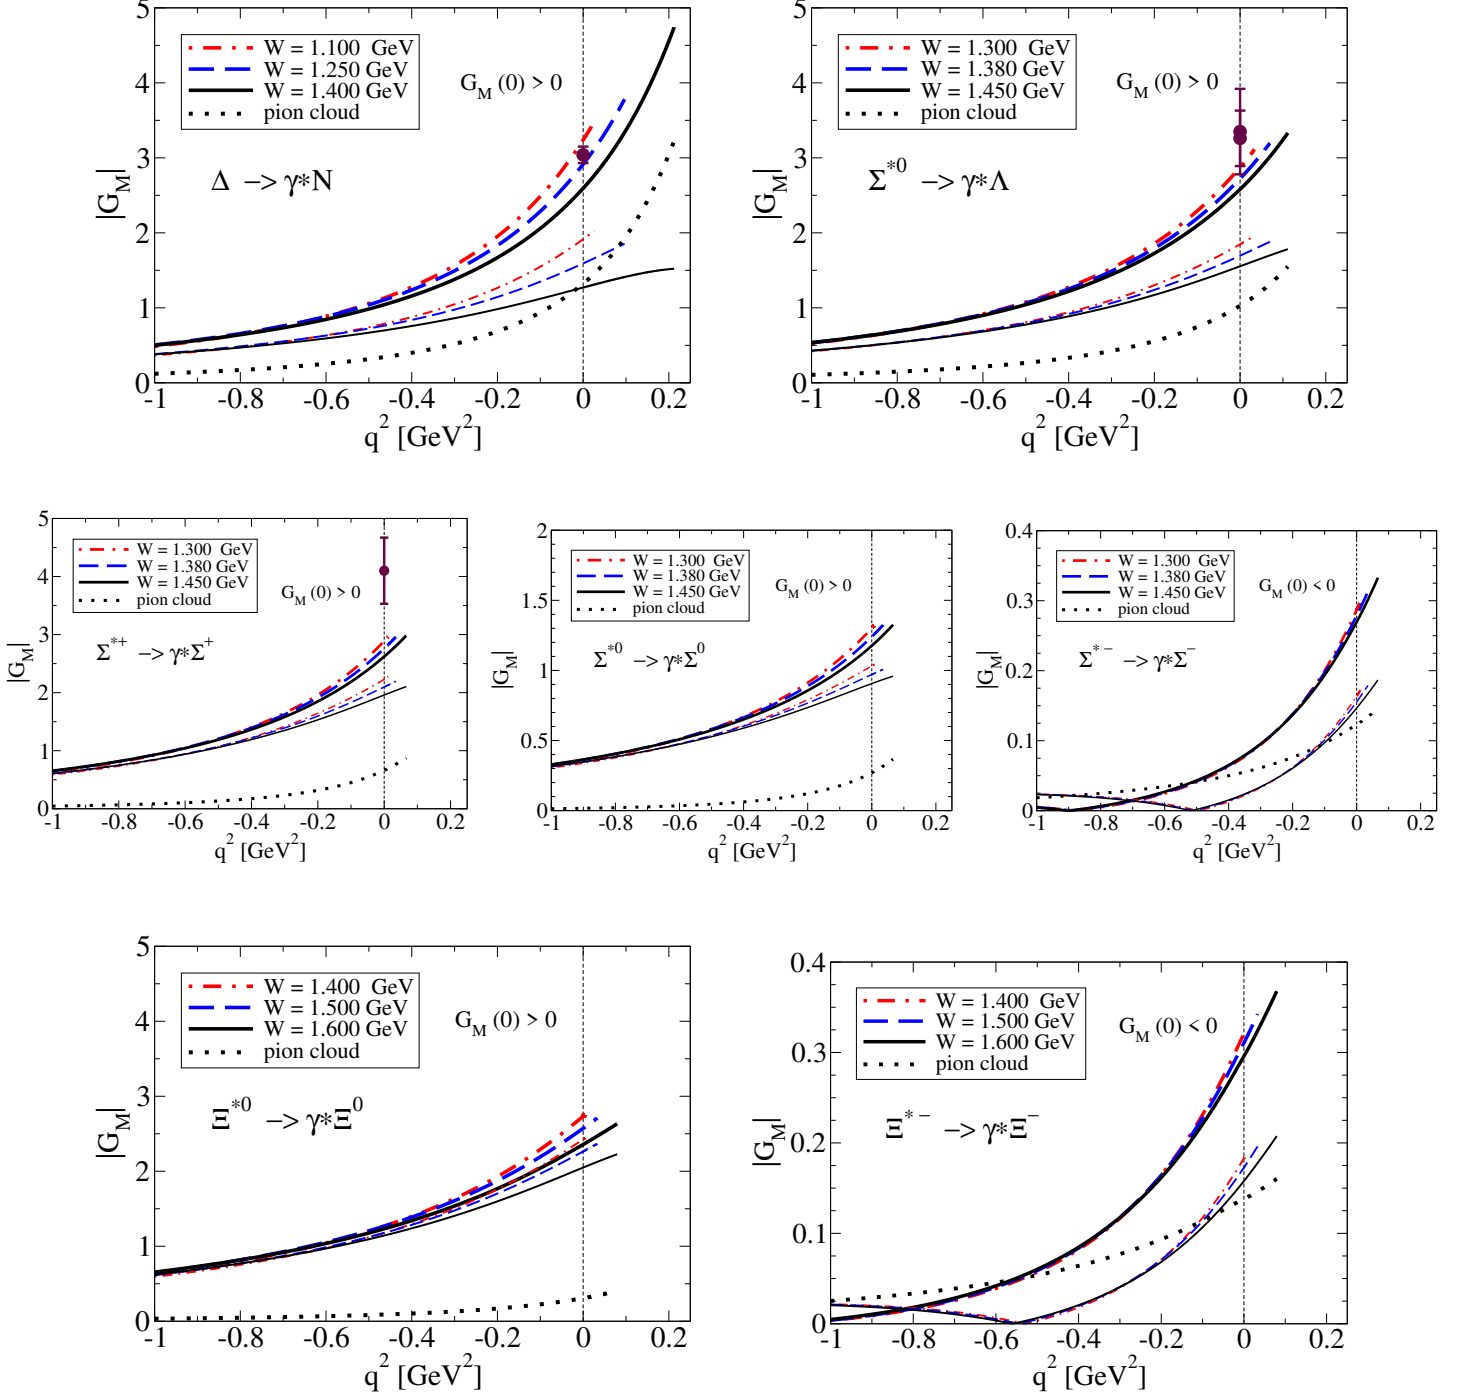 5
4
3
2
1
0
|G_M|
W = 1.100 GeV
W = 1.250 GeV
W = 1.400 GeV
pion cloud
G_M (0) > 0
Δ −> γ*N
-1 -0.8 -0.6 -0.4 -0.2 0 0.2
q^2 [GeV^2]
5
4
3
2
1
0
|G_M|
W = 1.300 GeV
W = 1.380 GeV
W = 1.450 GeV
pion cloud
G_M (0) > 0
Σ^*0 −> γ*Λ
-1 -0.8 -0.6 -0.4 -0.2 0 0.2
q^2 [GeV^2]
5
4
3
2
1
0
|G_M|
W = 1.300 GeV
W = 1.380 GeV
W = 1.450 GeV
pion cloud
G_M (0) > 0
Σ^*+ −> γ*Σ^+
-1 -0.8 -0.6 -0.4 -0.2 0 0.2
q^2 [GeV^2]
2
1.5
1
0.5
0
|G_M|
W = 1.300 GeV
W = 1.380 GeV
W = 1.450 GeV
pion cloud
G_M (0) > 0
Σ^*0 −> γ*Σ^0
-1 -0.8 -0.6 -0.4 -0.2 0 0.2
q^2 [GeV^2]
0.4
0.3
0.2
0.1
0
|G_M|
W = 1.300 GeV
W = 1.380 GeV
W = 1.450 GeV
pion cloud
G_M (0) < 0
Σ^*− −> γ*Σ^−
-1 -0.8 -0.6 -0.4 -0.2 0 0.2
q^2 [GeV^2]
5
4
3
2
1
0
|G_M|
W = 1.400 GeV
W = 1.500 GeV
W = 1.600 GeV
pion cloud
G_M (0) > 0
Ξ^*0 −> γ*Ξ^0
-1 -0.8 -0.6 -0.4 -0.2 0 0.2
q^2 [GeV^2]
0.4
0.3
0.2
0.1
0
|G_M|
W = 1.400 GeV
W = 1.500 GeV
W = 1.600 GeV
pion cloud
G_M (0) < 0
Ξ^*− −> γ*Ξ^−
-1 -0.8 -0.6 -0.4 -0.2 0 0.2
q^2 [GeV^2]